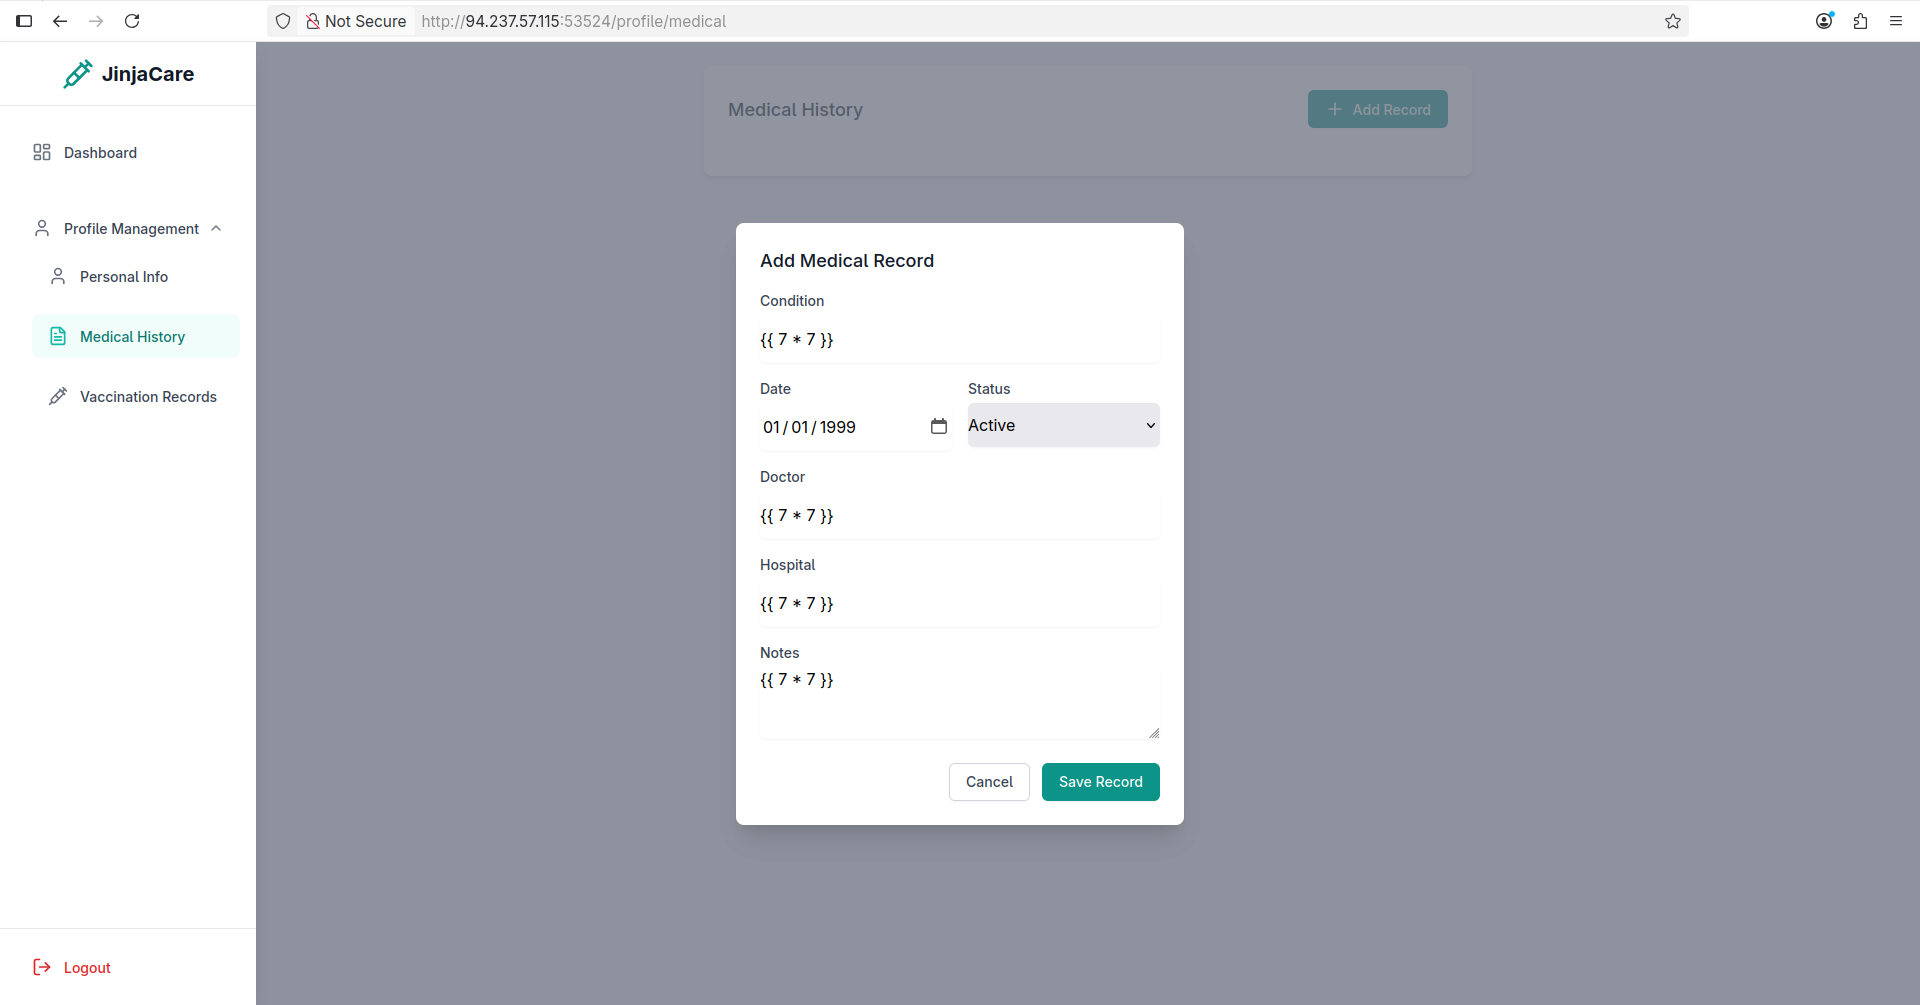 Not Secure
http://94.237.57.115:53524/profile/medical
JinjaCare
Dashboard
Profile Management
Personal Info
Medical History
Vaccination Records
Logout
Medical History
Add Record
Add Medical Record
Condition
{{ 7 * 7 }}
Date Status
01/01/1999 Active
Doctor
{{ 7 * 7 }}
Hospital
{{ 7 * 7 }}
Notes
{{ 7 * 7 }}
Cancel Save Record